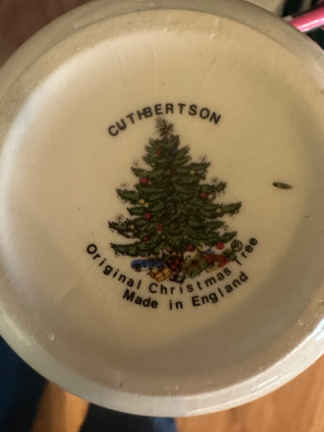 CUTHBERTSON
Original Christmas Tree ®
Made in England